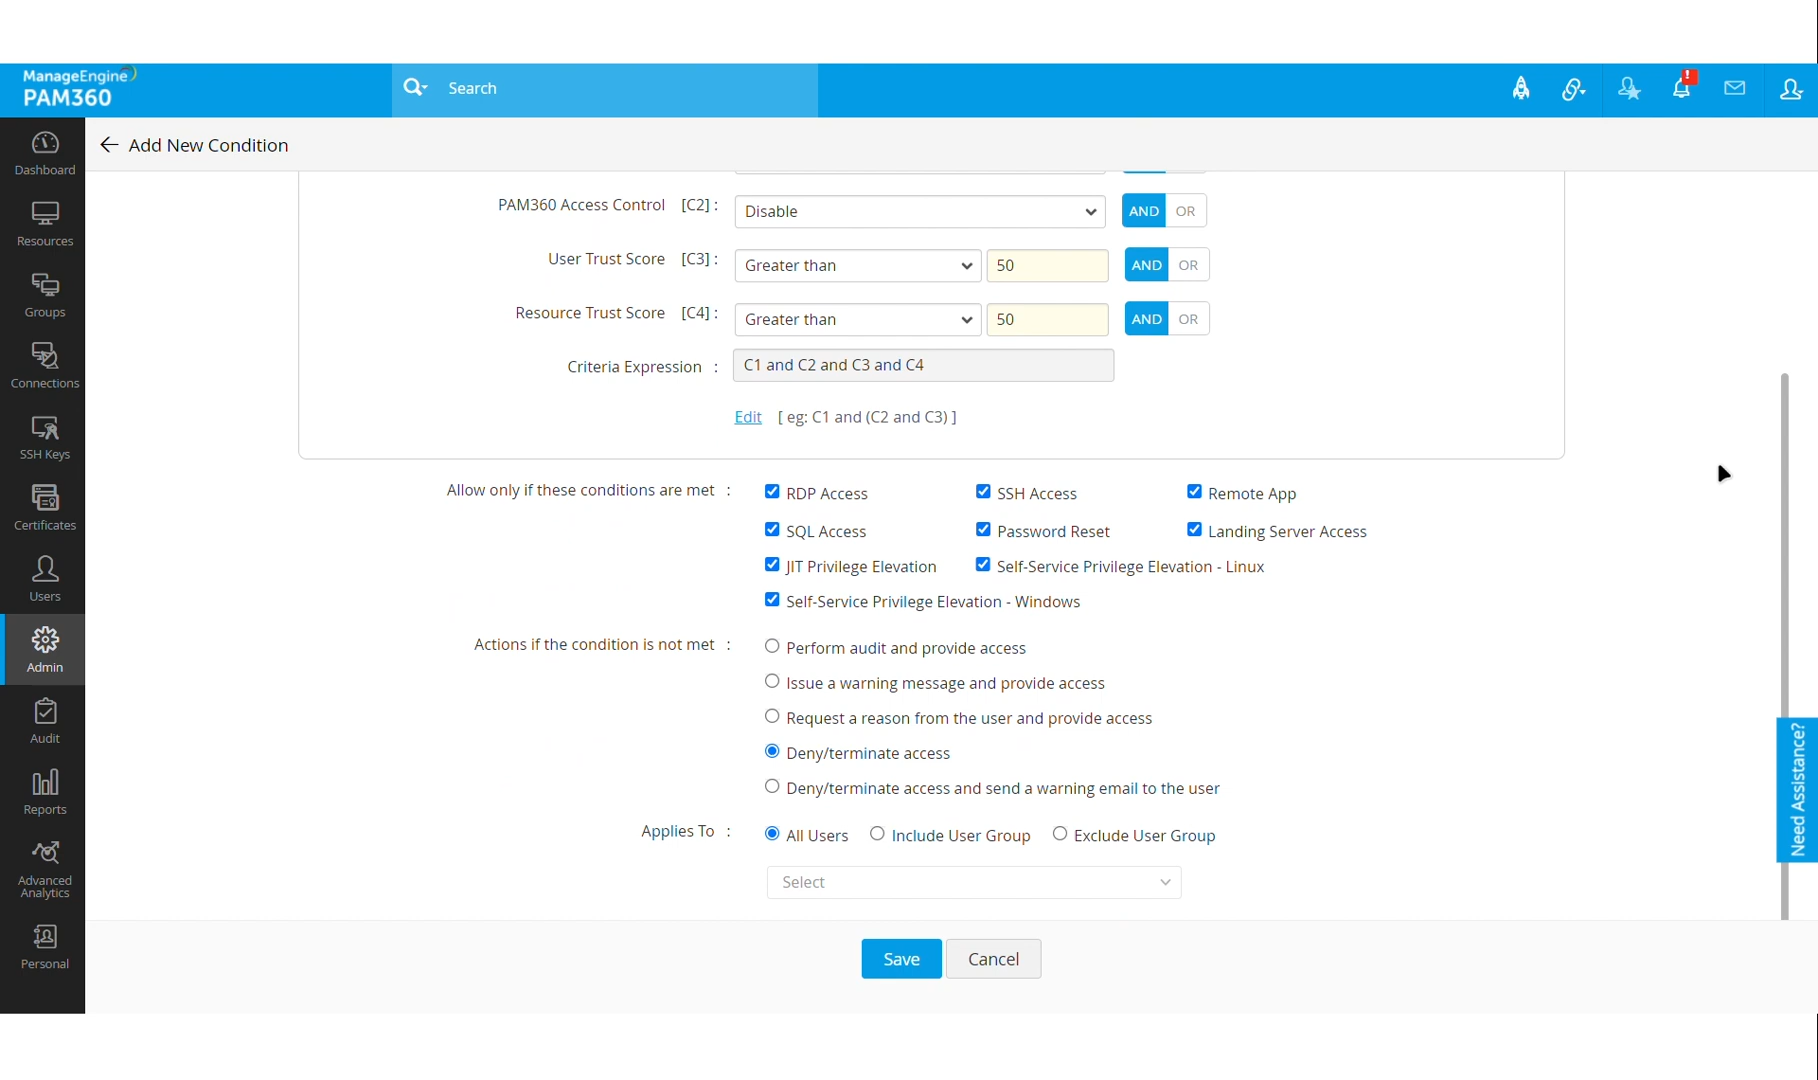 ManageEngine
PAM360
Search
!
Add New Condition
Dashboard
Resources
Groups
Connections
SSH Keys
Certificates
Users
Admin
Audit
Reports
Advanced
Analytics
Personal
PAM360 Access Control [C2] : Disable AND OR
User Trust Score [C3] : Greater than 50 AND OR
Resource Trust Score [C4] : Greater than 50 AND OR
Criteria Expression : C1 and C2 and C3 and C4
Edit [ eg: C1 and (C2 and C3) ]
Allow only if these conditions are met : RDP Access SSH Access Remote App
SQL Access Password Reset Landing Server Access
JIT Privilege Elevation Self-Service Privilege Elevation - Linux
Self-Service Privilege Elevation - Windows
Actions if the condition is not met : Perform audit and provide access
Issue a warning message and provide access
Request a reason from the user and provide access
Deny/terminate access
Deny/terminate access and send a warning email to the user
Applies To : All Users Include User Group Exclude User Group
Select
Save Cancel
Need Assistance?